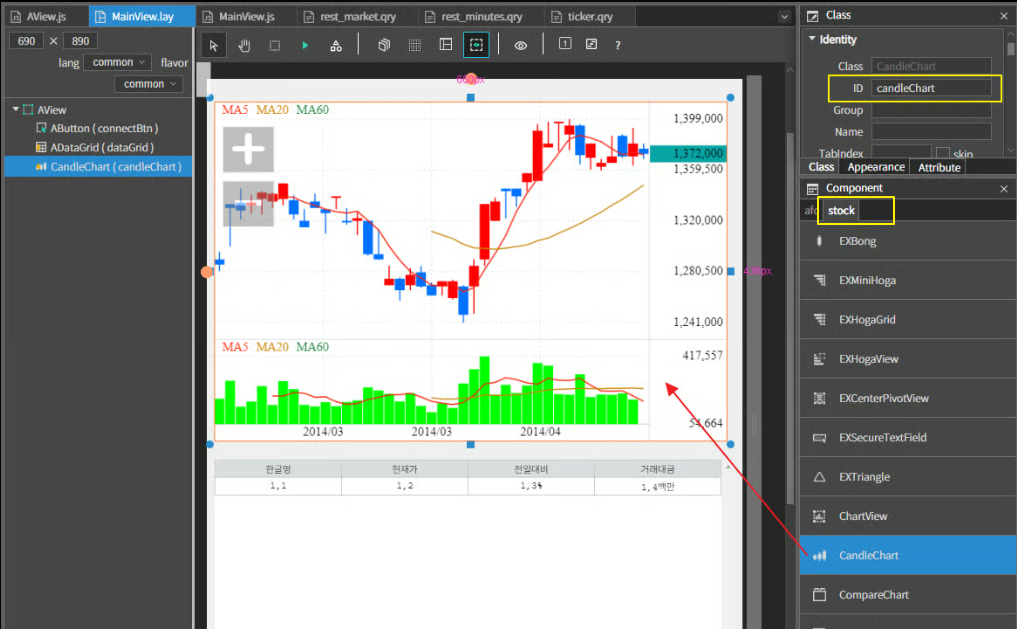 AView.js
MainView.lay
MainView.js
rest_market.qry
rest_minutes.qry
ticker.qry
Class
690 × 890
lang common flavor
common
AView
AButton ( connectBtn )
ADataGrid ( dataGrid )
CandleChart ( candleChart )
1
?
MA5 MA20 MA60
1,399,000
1,372,000
1,359,500
1,320,000
1,280,500
1,241,000
MA5 MA20 MA60
417,557
54,664
2014/03
2014/03
2014/04
한글명
현재가
전일대비
거래대금
1,1
1,2
1,3%
1,4백만
Identity
Class CandleChart
ID candleChart
Group
Name
TabIndex skin
Class Appearance Attribute
Component
stock
EXBong
EXMiniHoga
EXHogaGrid
EXHogaView
EXCenterPivotView
EXSecureTextField
EXTriangle
ChartView
CandleChart
CompareChart